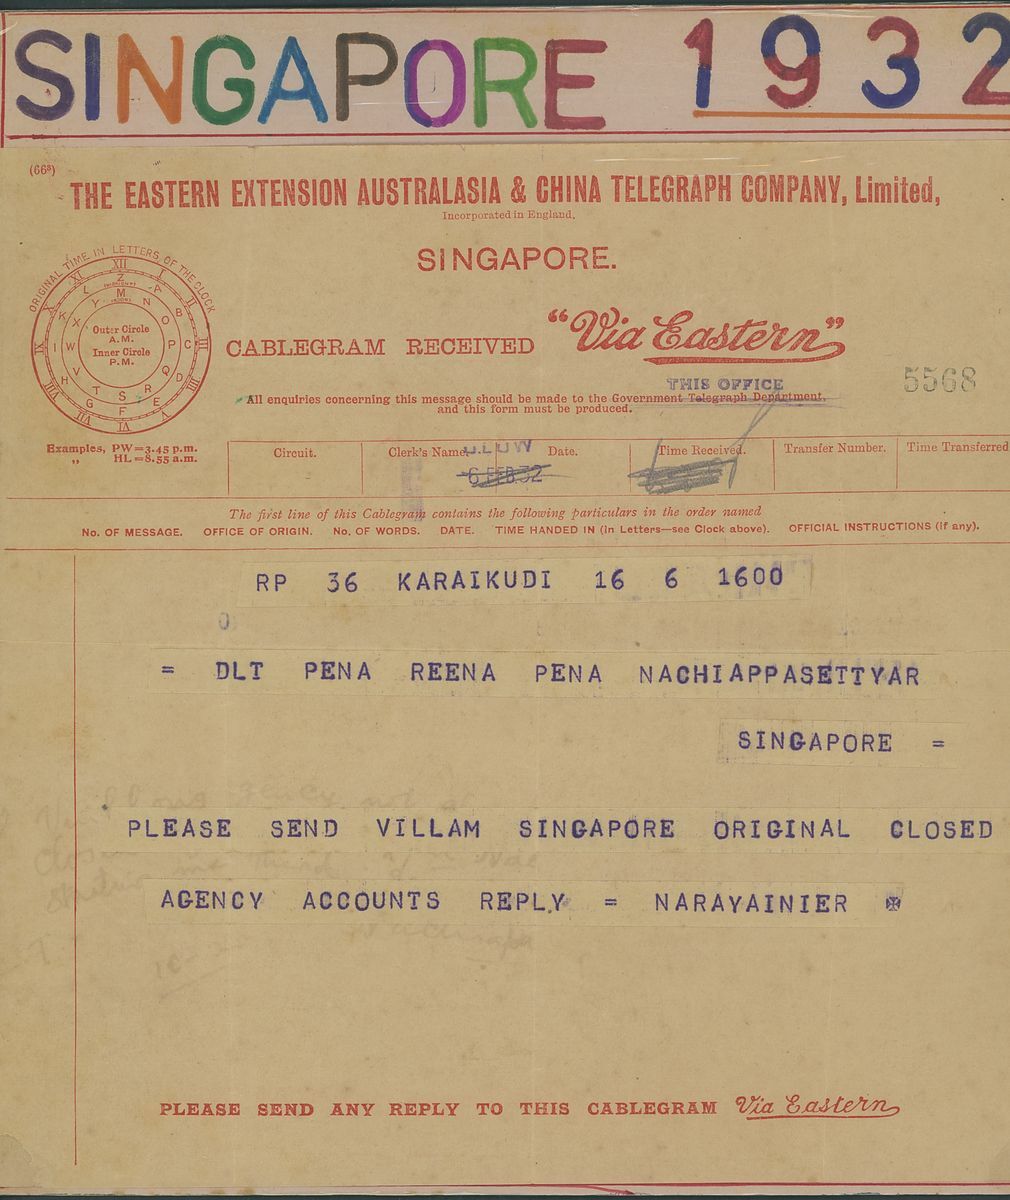 SINGAPORE 1932
(66³)
THE EASTERN EXTENSION AUSTRALASIA & CHINA TELEGRAPH COMPANY, Limited,
Incorporated in England.
SINGAPORE.
ORIGINAL TIME IN LETTERS OF THE CLOCK
Outer Circle
A.M.
Inner Circle
P.M.
CABLEGRAM RECEIVED "Via Eastern"
THIS OFFICE
5568
All enquiries concerning this message should be made to the Government Telegraph Department,
and this form must be produced.
Examples, PW=3.45 p.m.
" HL=8.55 a.m.
Circuit. Clerk's Name. Date. Time Received. Transfer Number. Time Transferred
6 FEB 32
The first line of this Cablegram contains the following particulars in the order named
No. OF MESSAGE. OFFICE OF ORIGIN. No. OF WORDS. DATE. TIME HANDED IN (in Letters—see Clock above). OFFICIAL INSTRUCTIONS (if any).
RP 36 KARAIKUDI 16 6 1600
= DLT PENA REENA PENA NACHIAPPASETTYAR
SINGAPORE =
PLEASE SEND VILLAM SINGAPORE ORIGINAL CLOSED
AGENCY ACCOUNTS REPLY = NARAYAINIER
PLEASE SEND ANY REPLY TO THIS CABLEGRAM Via Eastern